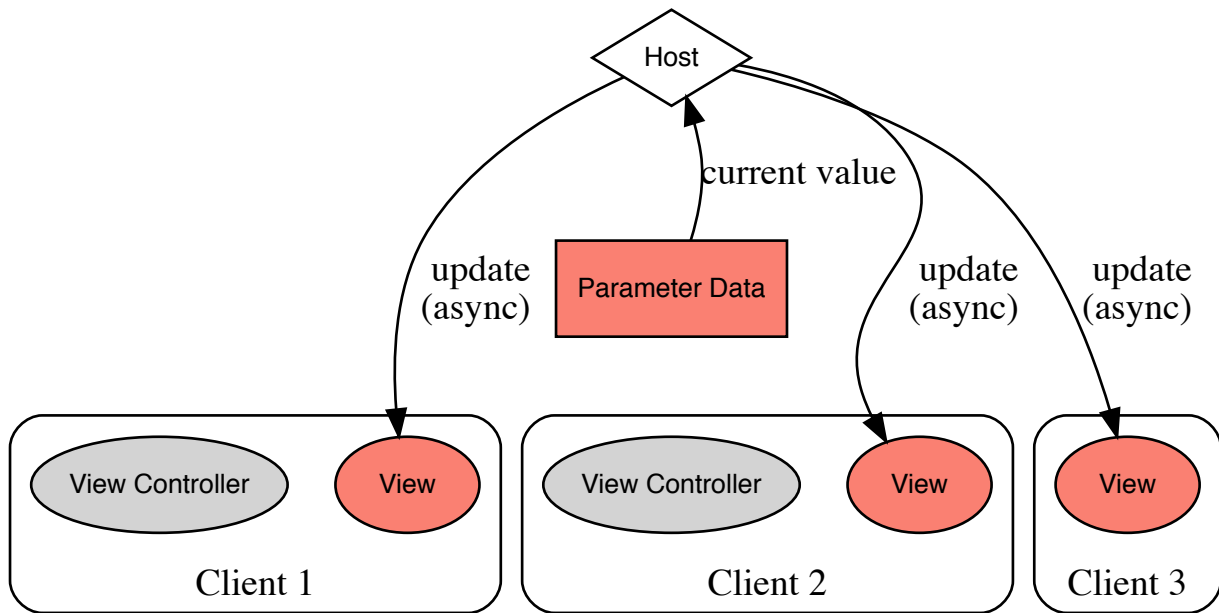 Host
current value
update
(async)
Parameter Data
update
(async)
update
(async)
View Controller
View
Client 1
View Controller
View
Client 2
View
Client 3